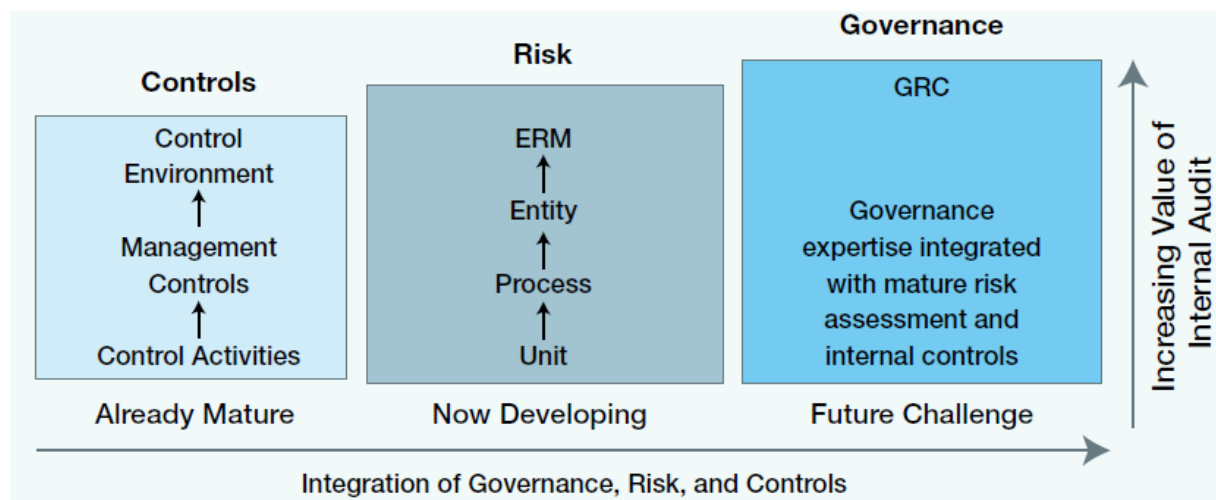 Controls
Control
Environment
Management
Controls
Control Activities
Already Mature
Risk
ERM
Entity
Process
Unit
Now Developing
Governance
GRC
Governance
expertise integrated
with mature risk
assessment and
internal controls
Future Challenge
Integration of Governance, Risk, and Controls
Increasing Value of
Internal Audit